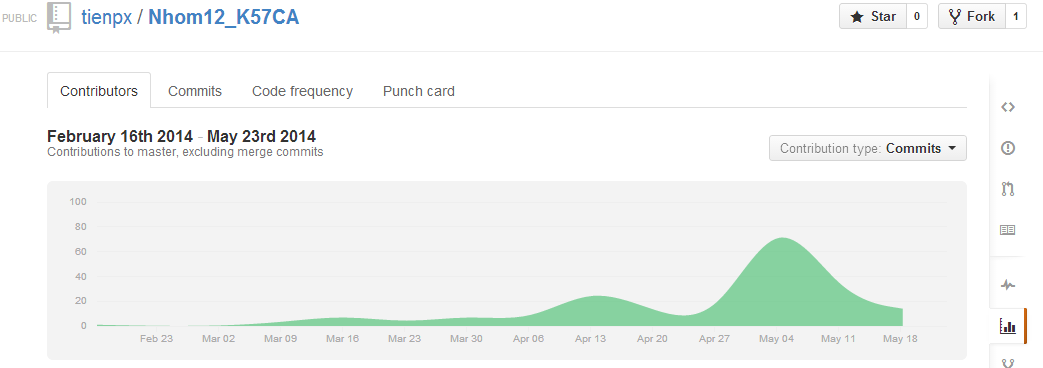 PUBLIC tienpx / Nhom12_K57CA Star 0 Fork 1
Contributors Commits Code frequency Punch card
February 16th 2014 - May 23rd 2014
Contributions to master, excluding merge commits
Contribution type: Commits
100
80
60
40
20
0
Feb 23 Mar 02 Mar 09 Mar 16 Mar 23 Mar 30 Apr 06 Apr 13 Apr 20 Apr 27 May 04 May 11 May 18